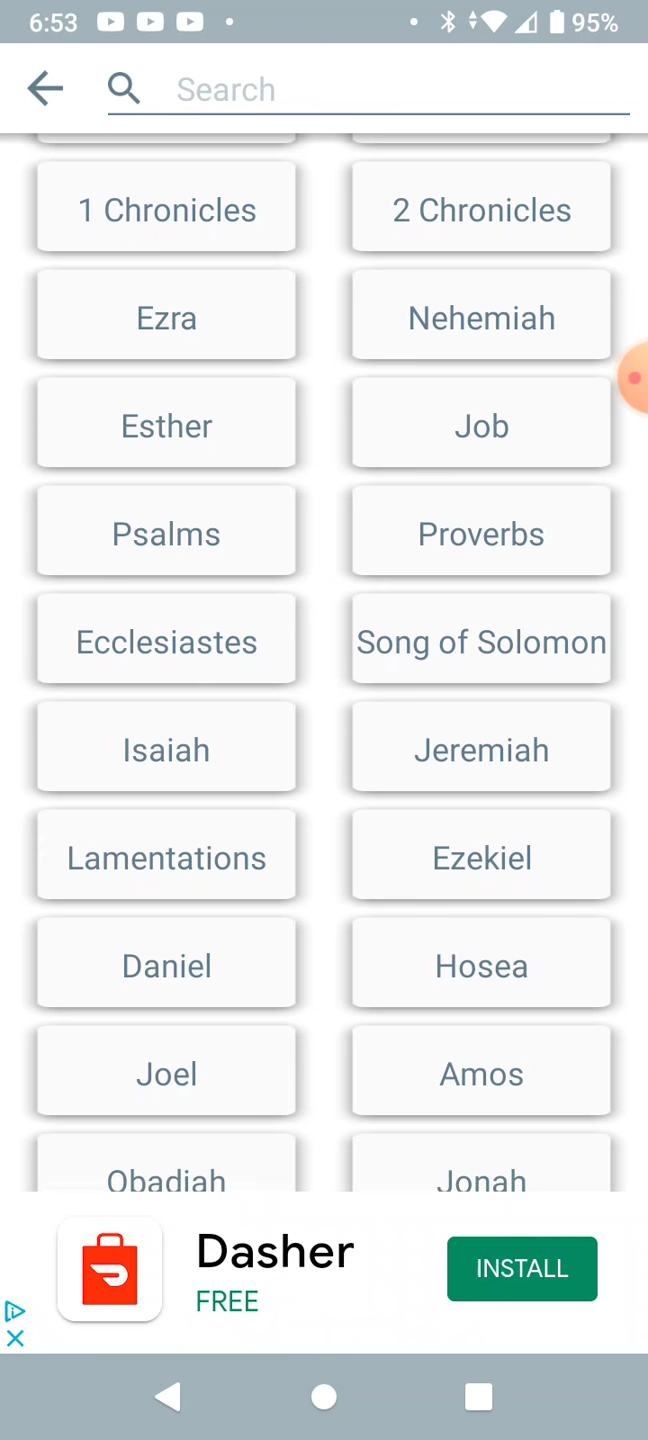 6:53
95%
Search
1 Chronicles
2 Chronicles
Ezra
Nehemiah
Esther
Job
Psalms
Proverbs
Ecclesiastes
Song of Solomon
Isaiah
Jeremiah
Lamentations
Ezekiel
Daniel
Hosea
Joel
Amos
Obadiah
Jonah
Dasher
FREE
INSTALL